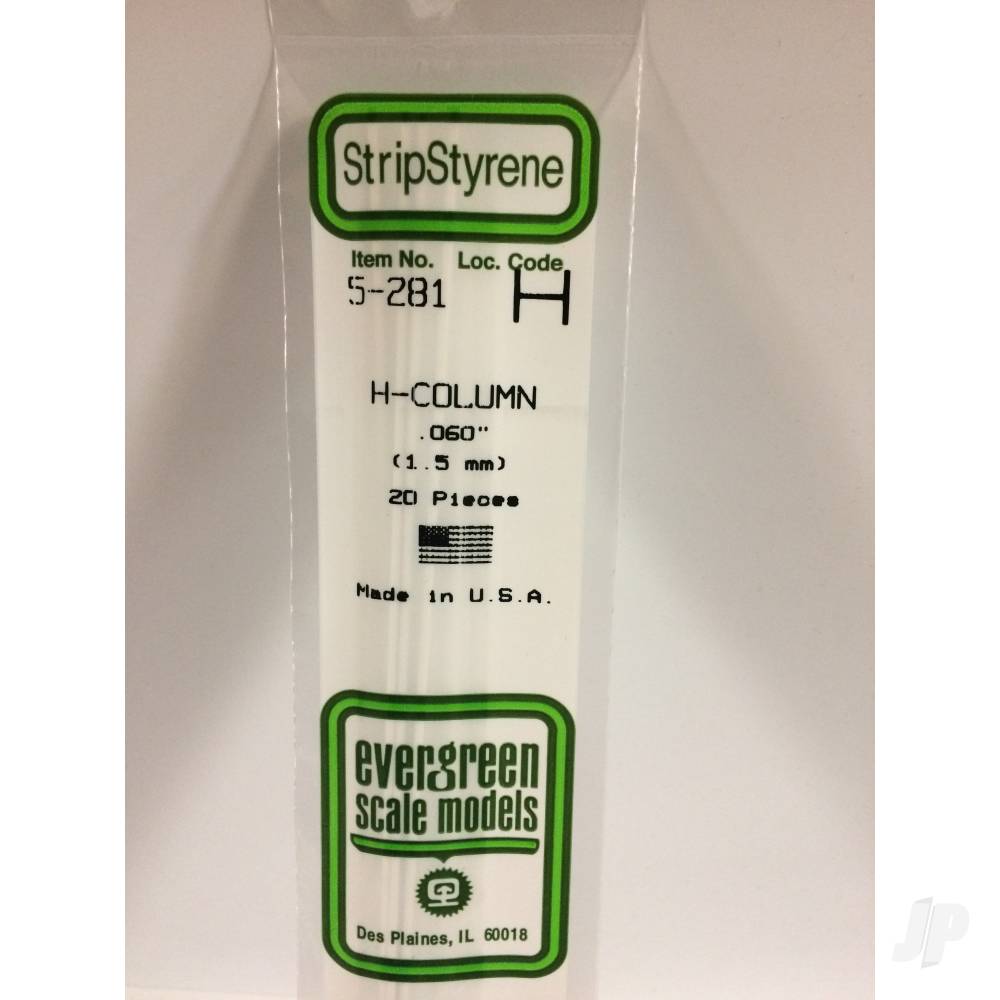 StripStyrene
Item No. Loc. Code
S-281 H
H-COLUMN
.060"
(1.5 mm)
20 Pieces
Made in U.S.A.
evergreen
scale models
Des Plaines, IL 60018
JP